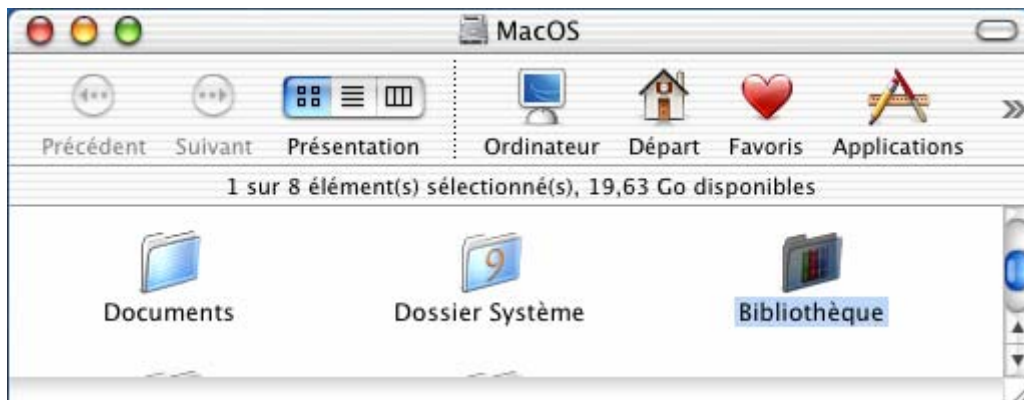 MacOS
Précédent Suivant Présentation Ordinateur Départ Favoris Applications
1 sur 8 élément(s) sélectionné(s), 19,63 Go disponibles
9
Documents Dossier Système Bibliothèque